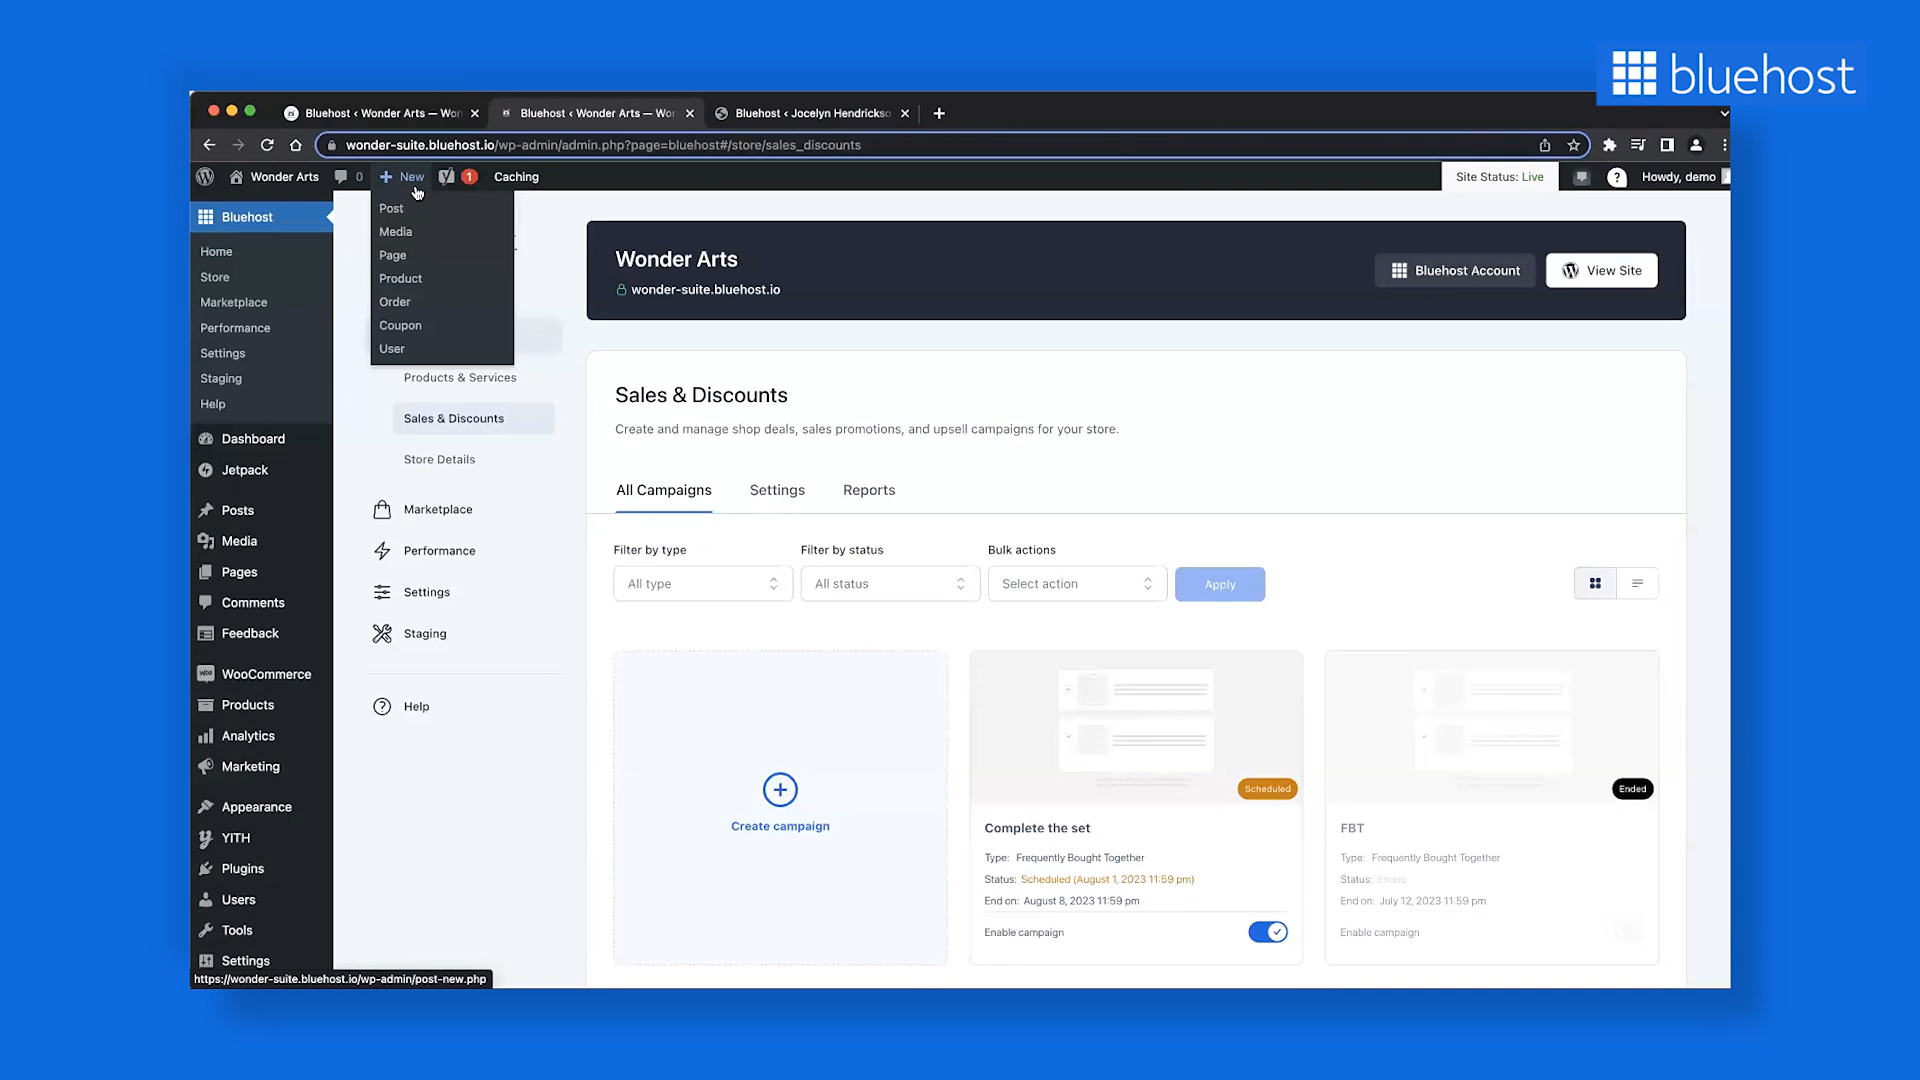 bluehost
Bluehost ‹ Wonder Arts — Wor
Bluehost ‹ Wonder Arts — Wor
Bluehost ‹ Jocelyn Hendrickso
wonder-suite.bluehost.io/wp-admin/admin.php?page=bluehost#/store/sales_discounts
Wonder Arts 0 New 1 Caching
Site Status: Live
? Howdy, demo
Post
Media
Page
Product
Order
Coupon
User
Bluehost
Home
Store
Marketplace
Performance
Settings
Staging
Help
Dashboard
Jetpack
Posts
Media
Pages
Comments
Feedback
WooCommerce
Products
Analytics
Marketing
Appearance
YITH
Plugins
Users
Tools
Settings
https://wonder-suite.bluehost.io/wp-admin/post-new.php
Products & Services
Sales & Discounts
Store Details
Marketplace
Performance
Settings
Staging
Help
Wonder Arts
wonder-suite.bluehost.io
Bluehost Account
View Site
Sales & Discounts
Create and manage shop deals, sales promotions, and upsell campaigns for your store.
All Campaigns Settings Reports
Filter by type Filter by status Bulk actions
All type All status Select action Apply
Create campaign
Scheduled
Complete the set
Type: Frequently Bought Together
Status: Scheduled (August 1, 2023 11:59 pm)
End on: August 8, 2023 11:59 pm
Enable campaign
Ended
FBT
Type: Frequently Bought Together
Status: Ended
End on: July 12, 2023 11:59 pm
Enable campaign